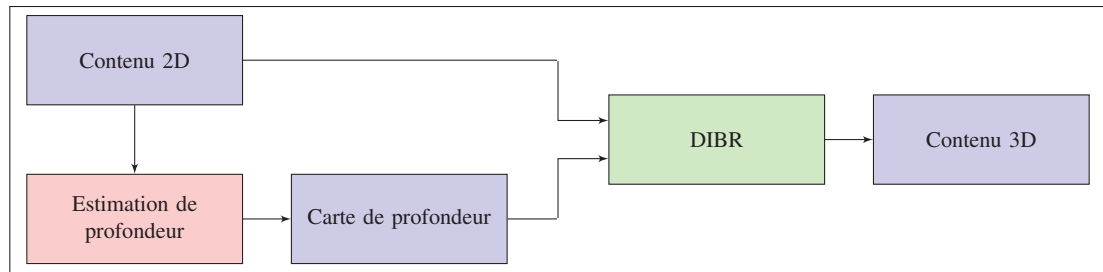 Contenu 2D
DIBR
Contenu 3D
Estimation de
profondeur
Carte de profondeur